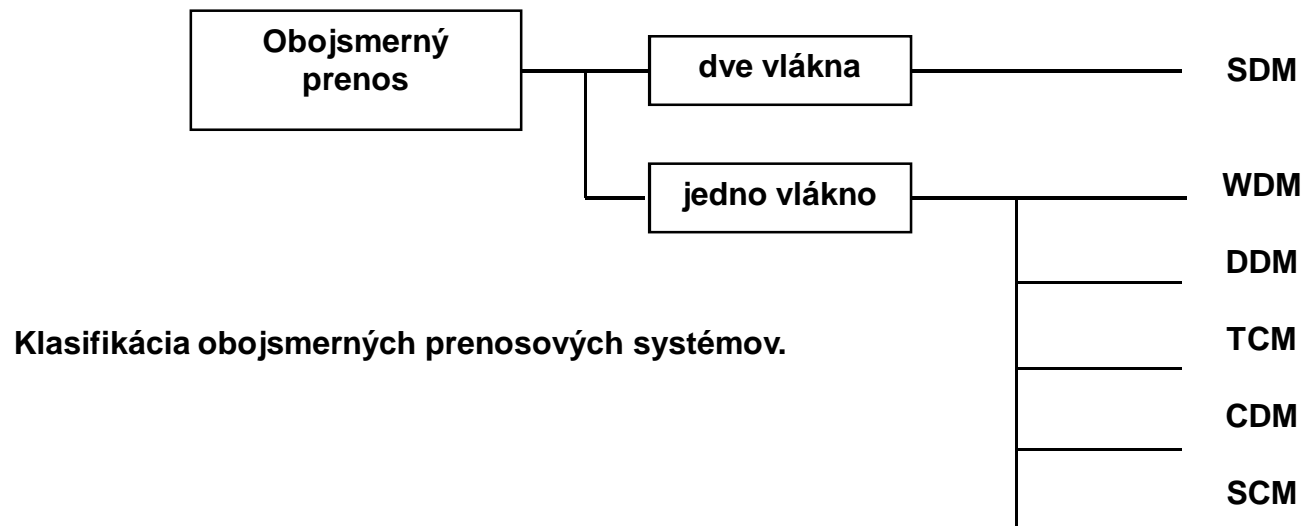 Obojsmerný
prenos
dve vlákna
SDM
jedno vlákno
WDM
DDM
TCM
CDM
SCM
Klasifikácia obojsmerných prenosových systémov.